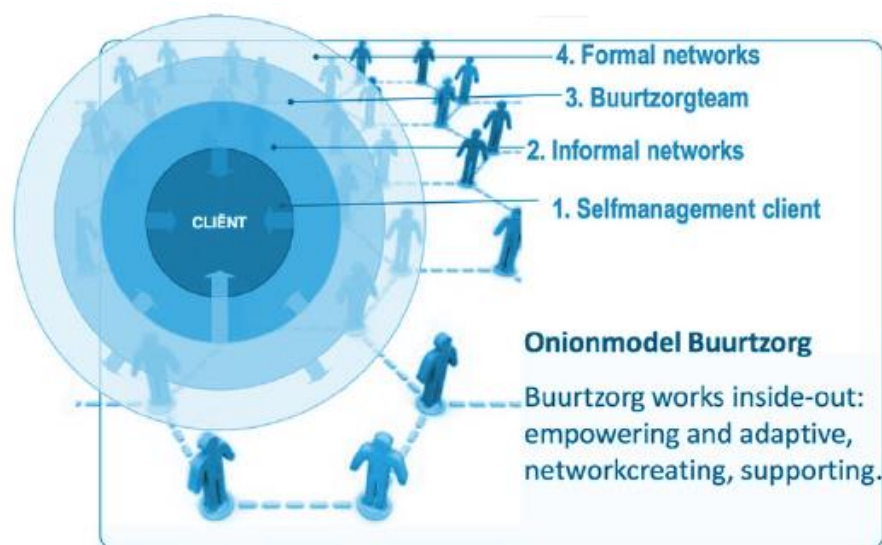 4. Formal networks
3. Buurtzorgteam
2. Informal networks
1. Selfmanagement client
CLIËNT
Onionmodel Buurtzorg
Buurtzorg works inside-out:
empowering and adaptive,
networkcreating, supporting.